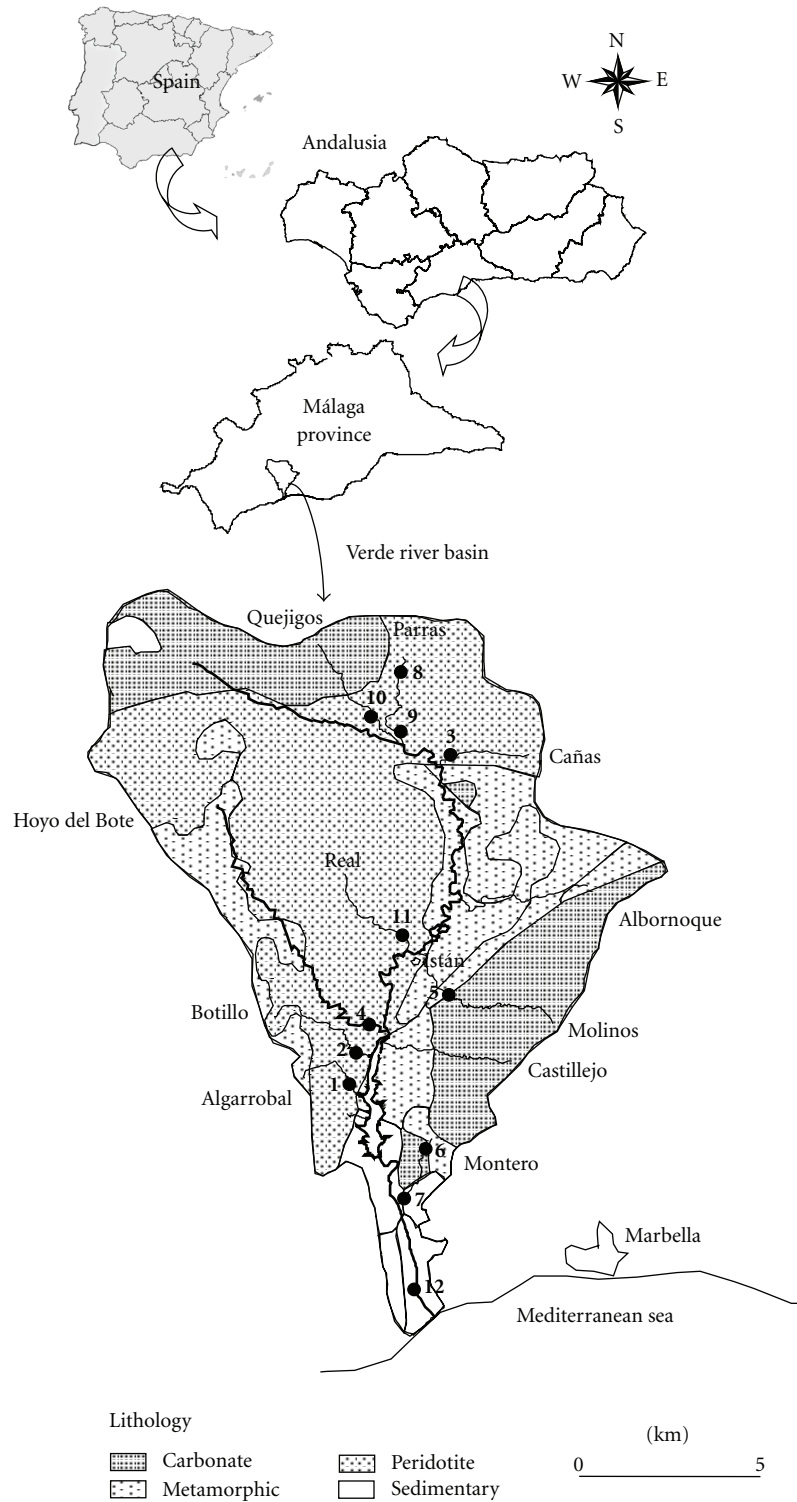 Spain
N
W
E
S
Andalusia
Málaga
province
Verde river basin
Quejigos
Parras
8
10
9
3
Cañas
Hoyo del Bote
Real
11
Albornoque
Istán
5
Botillo
4
Molinos
2
Castillejo
1
Algarrobal
6
Montero
7
Marbella
12
Mediterranean sea
Lithology
(km)
Carbonate
Peridotite
0
5
Metamorphic
Sedimentary